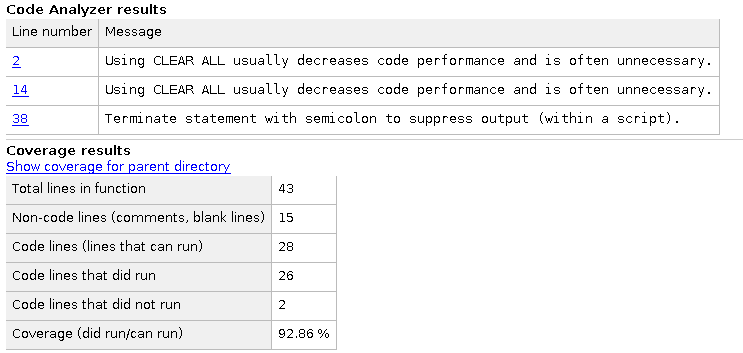 Code Analyzer results
Line number Message
2 Using CLEAR ALL usually decreases code performance and is often unnecessary.
14 Using CLEAR ALL usually decreases code performance and is often unnecessary.
38 Terminate statement with semicolon to suppress output (within a script).
Coverage results
Show coverage for parent directory
Total lines in function 43
Non-code lines (comments, blank lines) 15
Code lines (lines that can run) 28
Code lines that did run 26
Code lines that did not run 2
Coverage (did run/can run) 92.86 %